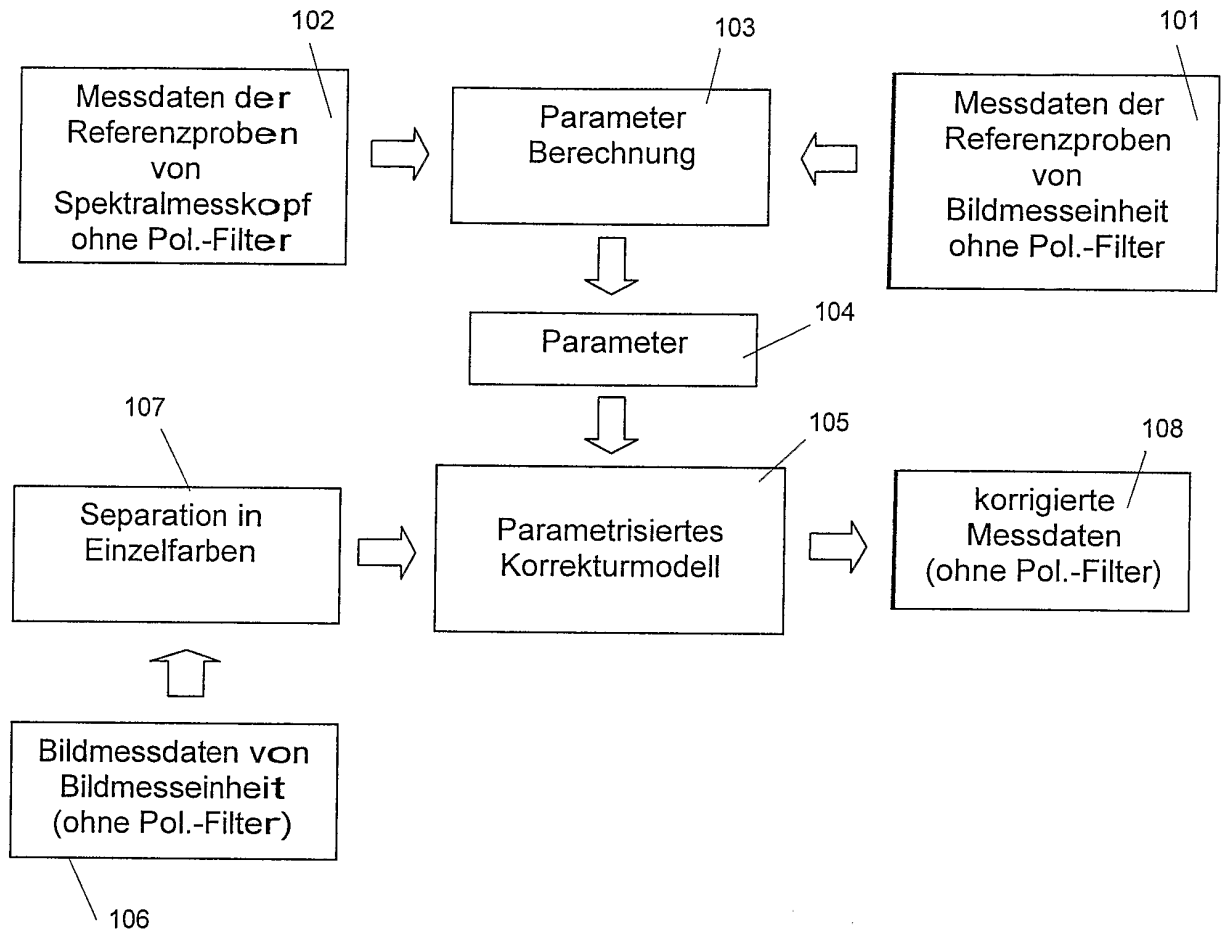 102
103
101
Messdaten der
Referenzproben
von
Spektralmesskopf
ohne Pol.-Filter
Parameter
Berechnung
Messdaten der
Referenzproben
von
Bildmesseinheit
ohne Pol.-Filter
104
Parameter
107
105
108
Separation in
Einzelfarben
Parametrisiertes
Korrekturmodell
korrigierte
Messdaten
(ohne Pol.-Filter)
Bildmessdaten von
Bildmesseinheit
(ohne Pol.-Filter)
106